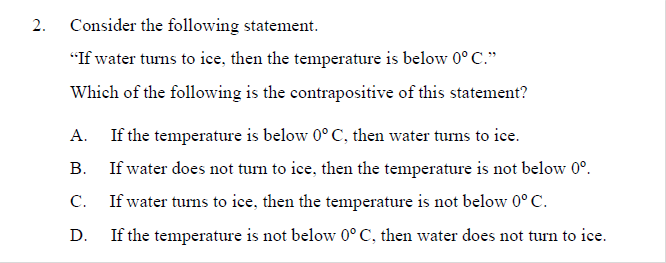 2. Consider the following statement.
“If water turns to ice, then the temperature is below 0° C.”
Which of the following is the contrapositive of this statement?
A. If the temperature is below 0° C, then water turns to ice.
B. If water does not turn to ice, then the temperature is not below 0°.
C. If water turns to ice, then the temperature is not below 0° C.
D. If the temperature is not below 0° C, then water does not turn to ice.